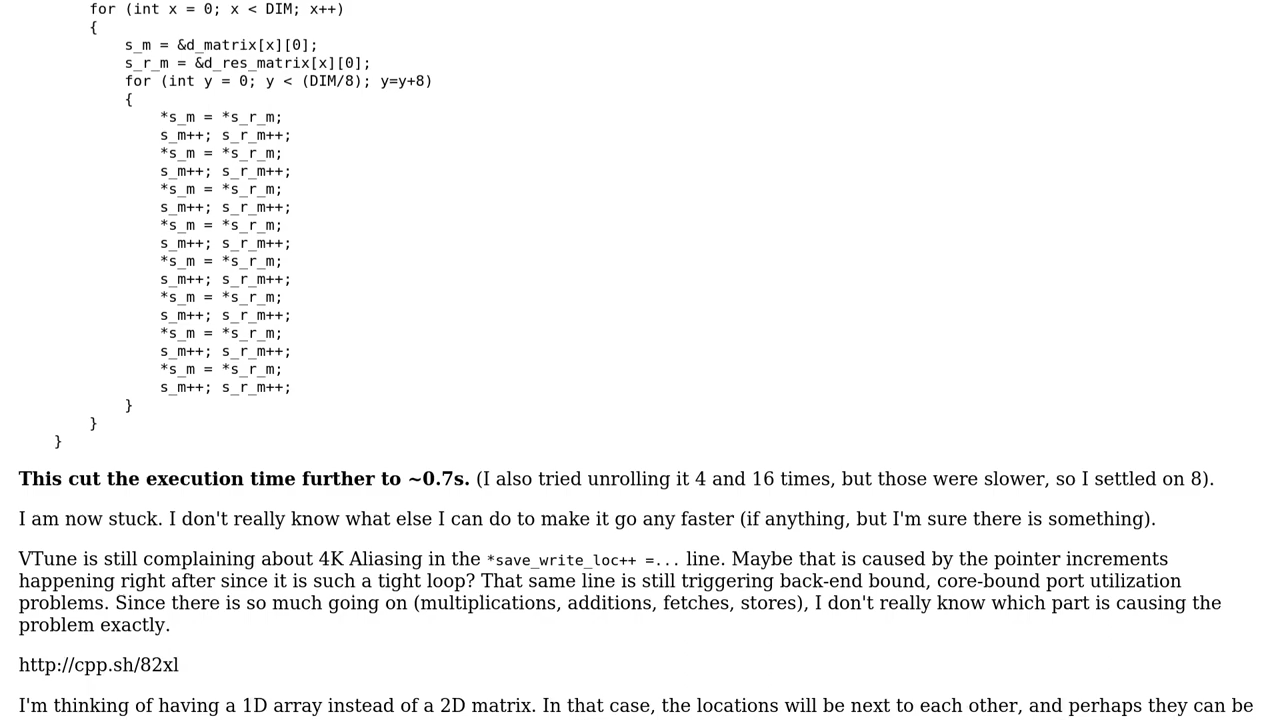 for (int x = 0; x < DIM; x++)
{
s_m = &d_matrix[x][0];
s_r_m = &d_res_matrix[x][0];
for (int y = 0; y < (DIM/8); y=y+8)
{
*s_m = *s_r_m;
s_m++; s_r_m++;
*s_m = *s_r_m;
s_m++; s_r_m++;
*s_m = *s_r_m;
s_m++; s_r_m++;
*s_m = *s_r_m;
s_m++; s_r_m++;
*s_m = *s_r_m;
s_m++; s_r_m++;
*s_m = *s_r_m;
s_m++; s_r_m++;
*s_m = *s_r_m;
s_m++; s_r_m++;
*s_m = *s_r_m;
s_m++; s_r_m++;
}
}
}
This cut the execution time further to ~0.7s. (I also tried unrolling it 4 and 16 times, but those were slower, so I settled on 8).
I am now stuck. I don't really know what else I can do to make it go any faster (if anything, but I'm sure there is something).
VTune is still complaining about 4K Aliasing in the *save_write_loc++ =... line. Maybe that is caused by the pointer increments
happening right after since it is such a tight loop? That same line is still triggering back-end bound, core-bound port utilization
problems. Since there is so much going on (multiplications, additions, fetches, stores), I don't really know which part is causing the
problem exactly.
http://cpp.sh/82xl
I'm thinking of having a 1D array instead of a 2D matrix. In that case, the locations will be next to each other, and perhaps they can be